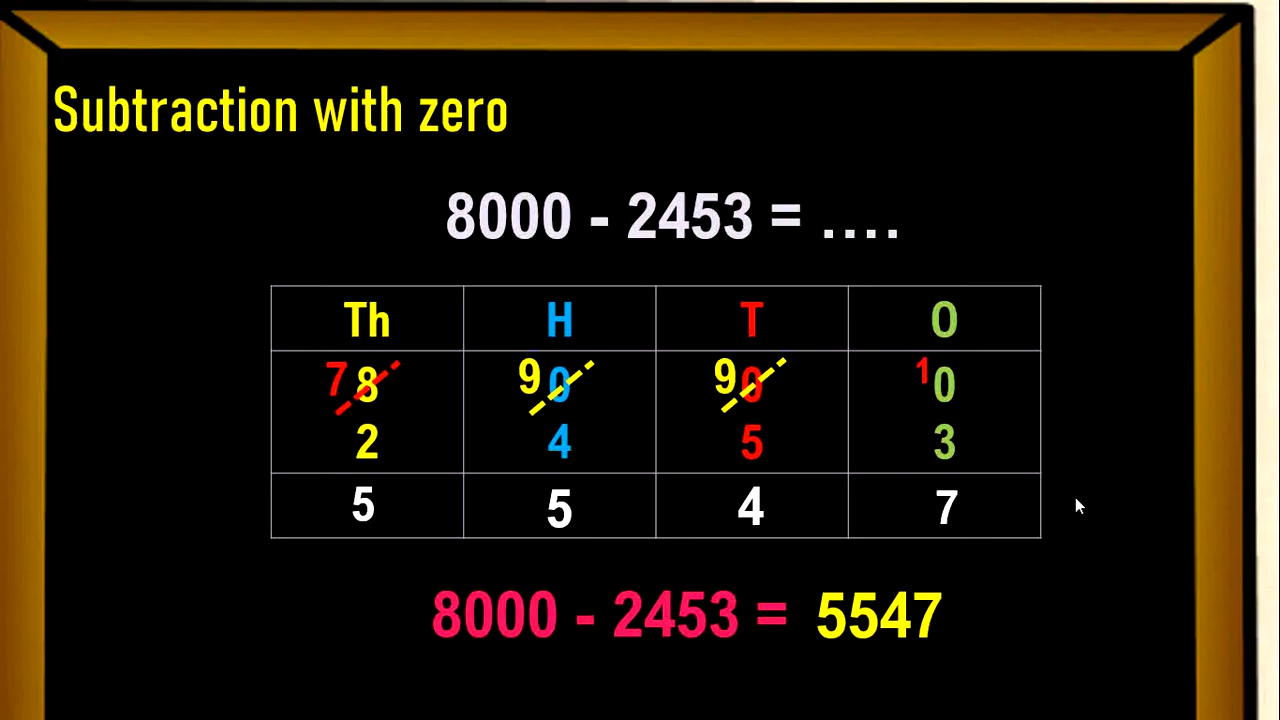 Subtraction with zero
8000 - 2453 = ....
Th H T O
7 8 9 0 9 0 1 0
2 4 5 3
5 5 4 7
8000 - 2453 = 5547